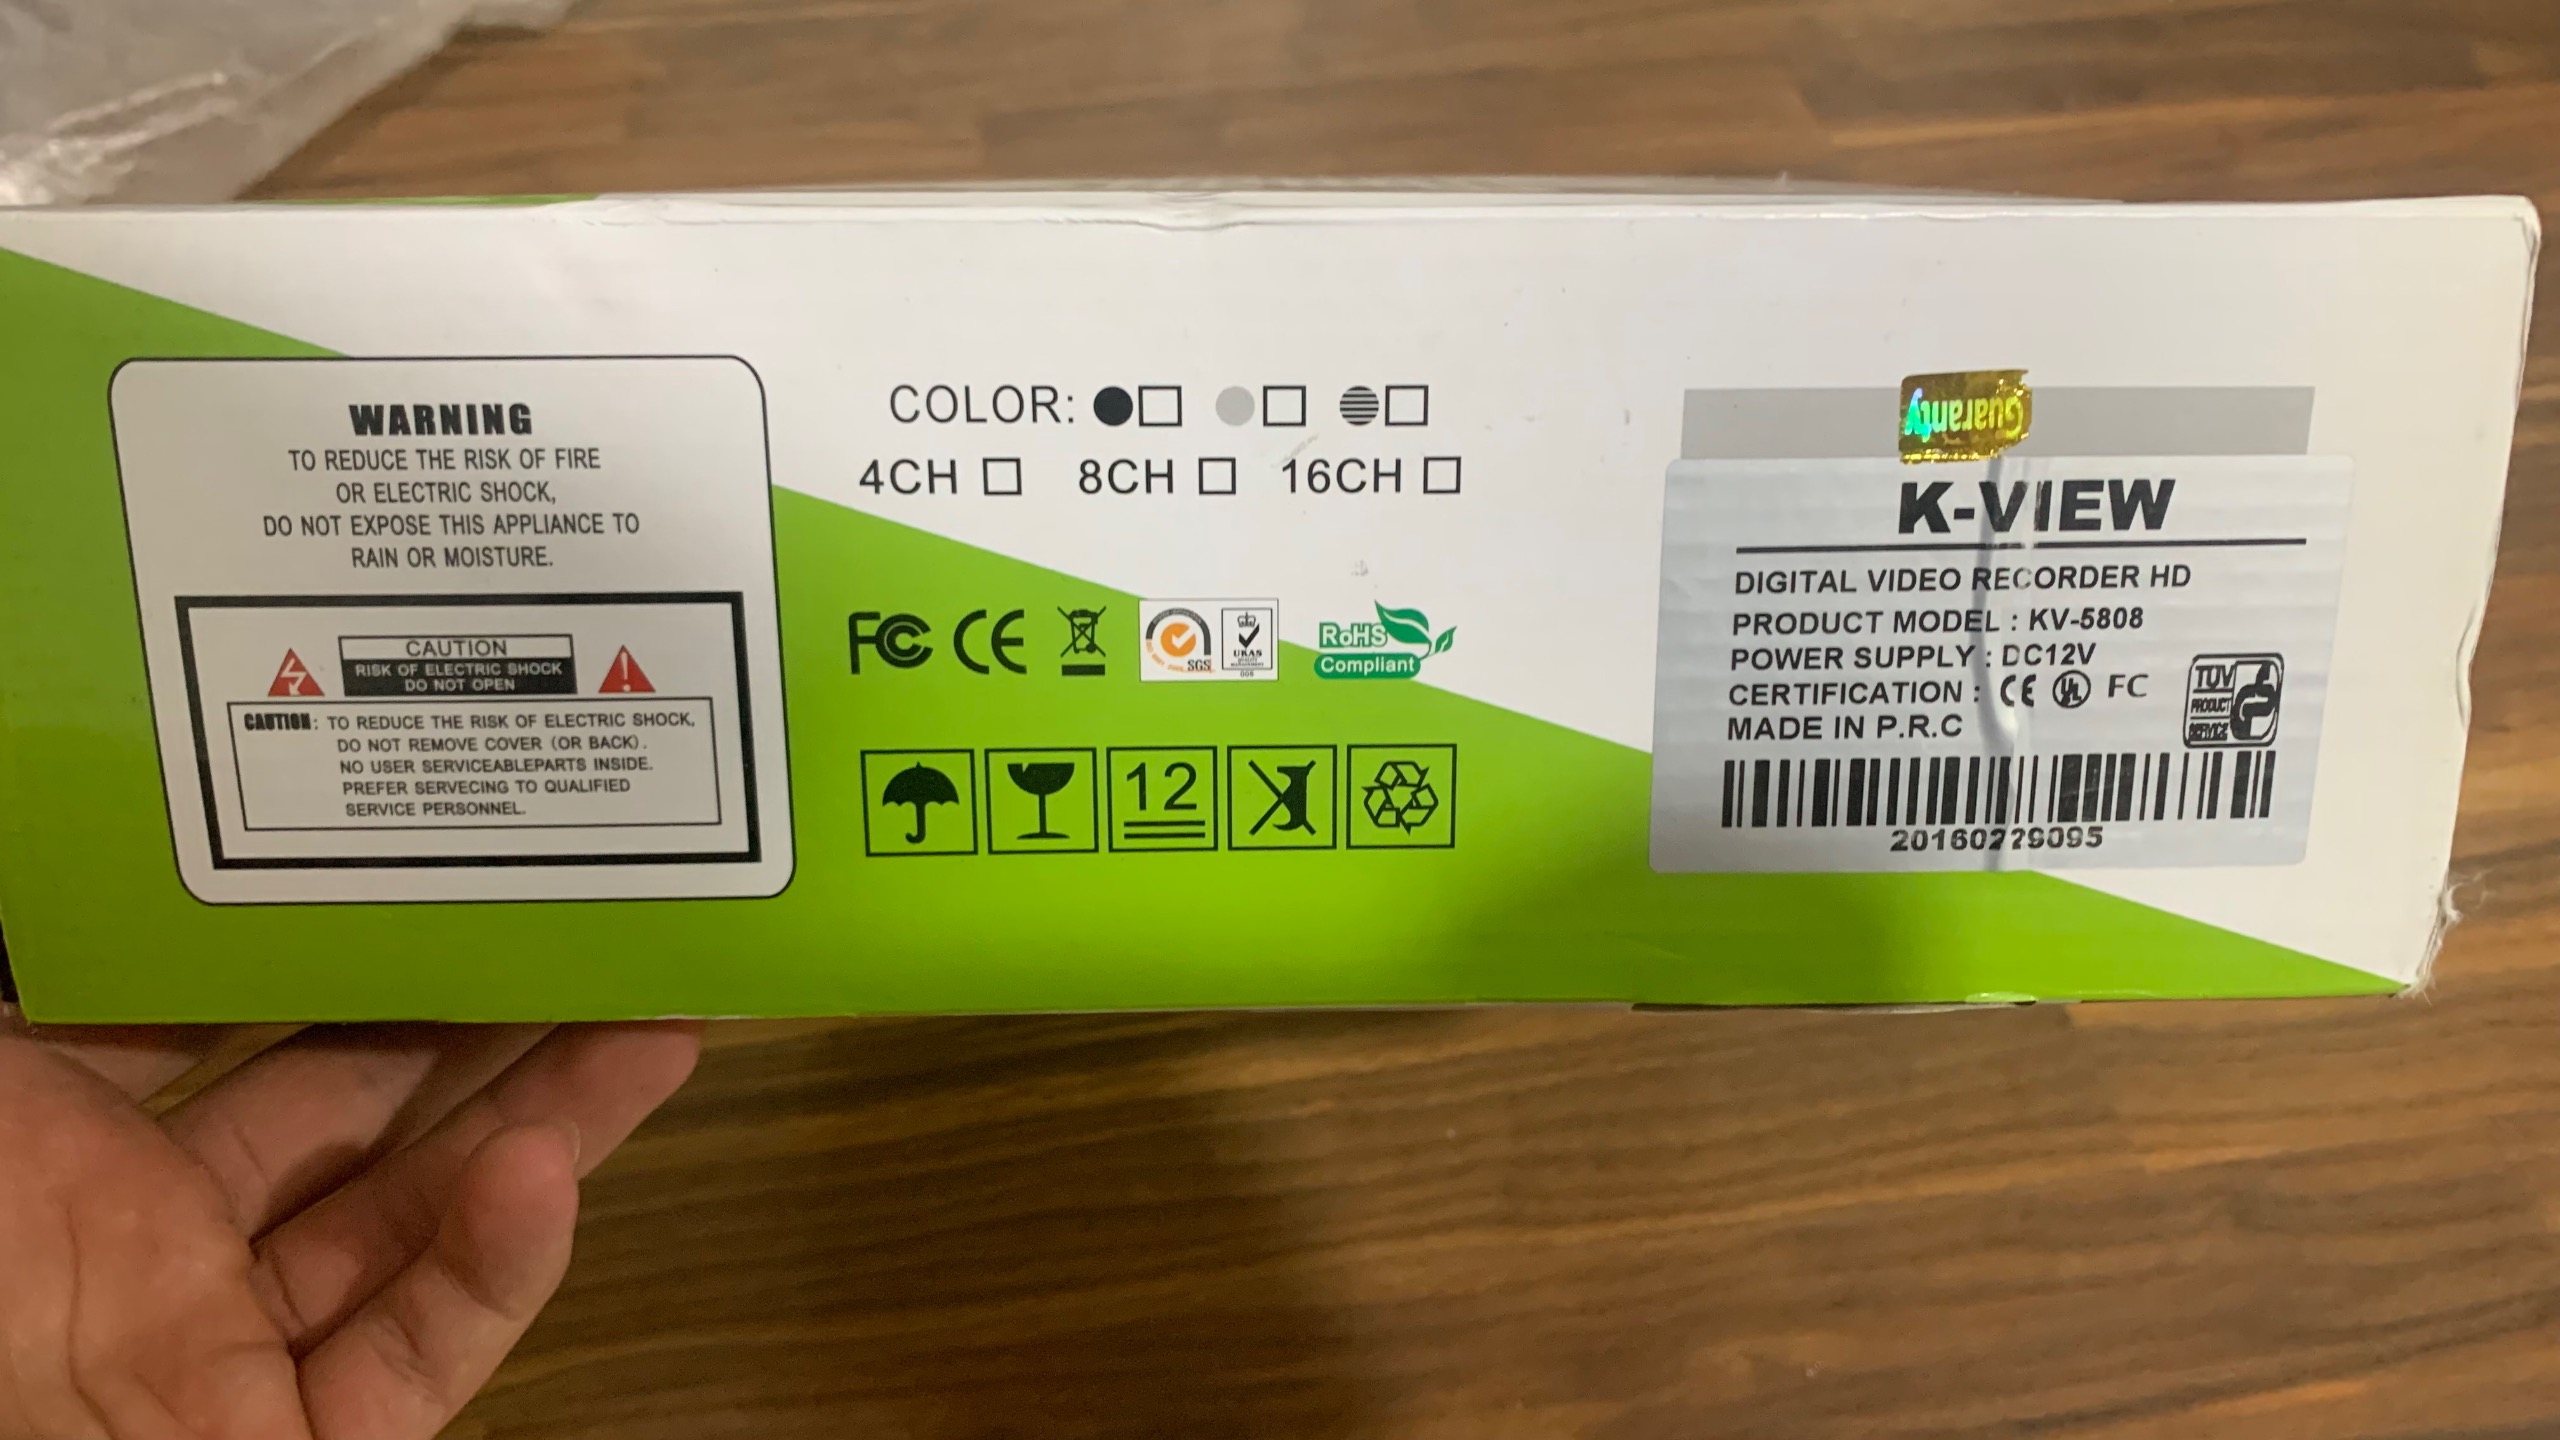 WARNING
TO REDUCE THE RISK OF FIRE
OR ELECTRIC SHOCK,
DO NOT EXPOSE THIS APPLIANCE TO
RAIN OR MOISTURE.
CAUTION
RISK OF ELECTRIC SHOCK
DO NOT OPEN
CAUTION: TO REDUCE THE RISK OF ELECTRIC SHOCK,
DO NOT REMOVE COVER (OR BACK).
NO USER SERVICEABLEPARTS INSIDE.
PREFER SERVECING TO QUALIFIED
SERVICE PERSONNEL.
COLOR:
4CH 8CH 16CH
FC CE
SGS
UKAS
RoHS
Compliant
12
Guaranty
K-VIEW
DIGITAL VIDEO RECORDER HD
PRODUCT MODEL : KV-5808
POWER SUPPLY : DC12V
CERTIFICATION : CE UL FC
MADE IN P.R.C
TUV
PRODUCT
SERVICE
20160229095